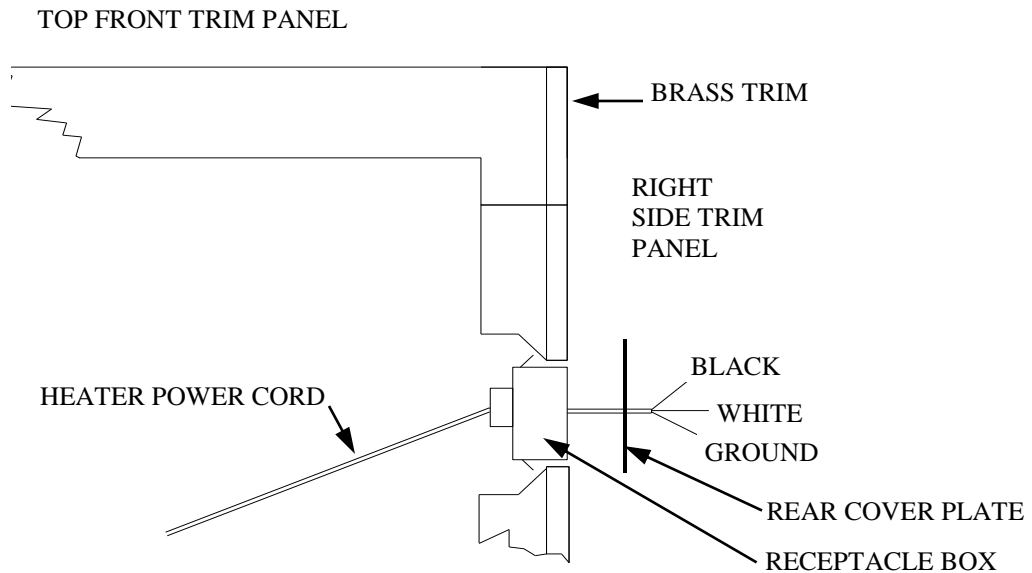 TOP FRONT TRIM PANEL
BRASS TRIM
RIGHT
SIDE TRIM
PANEL
BLACK
HEATER POWER CORD
WHITE
GROUND
REAR COVER PLATE
RECEPTACLE BOX